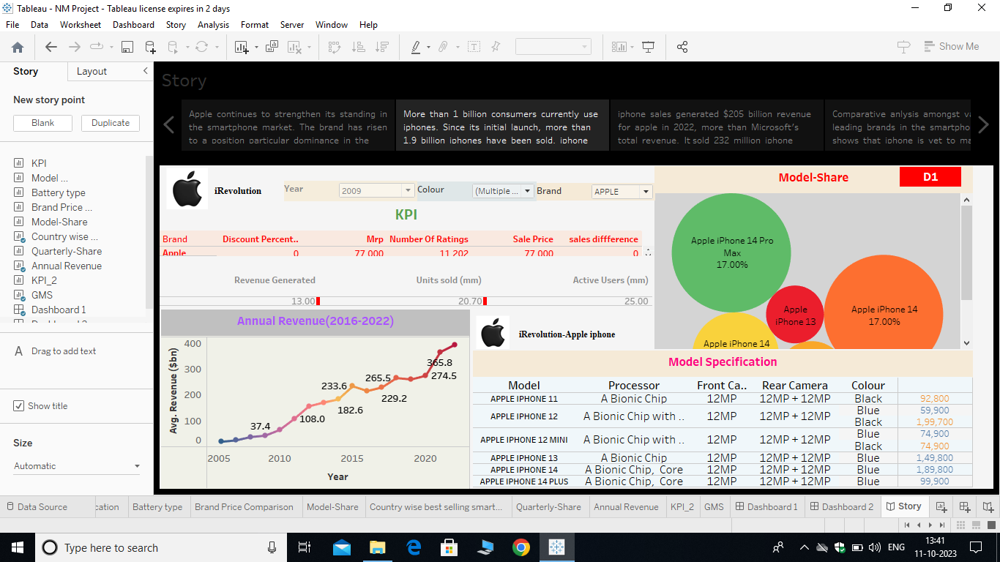 Tableau - NM Project - Tableau license expires in 2 days
File Data Worksheet Dashboard Story Analysis Format Server Window Help
Show Me
Story Layout
New story point
Blank Duplicate
KPI
Model ...
Battery type
Brand Price ...
Model-Share
Country wise ...
Quarterly-Share
Annual Revenue
KPI_2
GMS
Dashboard 1
Drag to add text
Show title
Size
Automatic
Story
Apple continues to strengthen its standing in
the smartphone market. The brand has risen
to a position particular dominance in the
More than 1 billion consumers currently use
iphones. Since its initial launch, more than
1.9 billion iphones have been sold. iphone
iphone sales generated $205 billion revenue
for apple in 2022, more than Microsoft's
total revenue. It sold 232 million iphone
Comparative anlysis amongst va
leading brands in the smartpho
shows that iphone is yet to ma
iRevolution
Year 2009 Colour (Multiple ... Brand APPLE
KPI
Brand Discount Percent.. Mrp Number Of Ratings Sale Price sales diffference
Apple 0 77,000 11,202 77,000 0
Revenue Generated Units sold (mm) Active Users (mm)
13.00 20.70 25.00
Model-Share D1
Apple iPhone 14 Pro
Max
17.00%
Apple
iPhone 13
Apple iPhone 14
17.00%
Apple iPhone 14
Annual Revenue(2016-2022)
Avg. Revenue ($bn)
400
300
200
100
0
37.4
108.0
233.6
182.6
265.5
229.2
365.8
274.5
2005 2010 2015 2020
Year
iRevolution-Apple iphone
Model Specification
Model Processor Front Ca.. Rear Camera Colour
APPLE IPHONE 11 A Bionic Chip 12MP 12MP + 12MP Black 92,800
APPLE IPHONE 12 A Bionic Chip with .. 12MP 12MP + 12MP Blue 59,900
Black 1,99,700
APPLE IPHONE 12 MINI A Bionic Chip with .. 12MP 12MP + 12MP Blue 74,900
Black 74,900
APPLE IPHONE 13 A Bionic Chip 12MP 12MP + 12MP Blue 1,49,800
APPLE IPHONE 14 A Bionic Chip, Core 12MP 12MP + 12MP Blue 1,89,800
APPLE IPHONE 14 PLUS A Bionic Chip, Core 12MP 12MP + 12MP Blue 99,900
Data Source cation Battery type Brand Price Comparison Model-Share Country wise best selling smart... Quarterly-Share Annual Revenue KPI_2 GMS Dashboard 1 Dashboard 2 Story
Type here to search
ENG
13:41
11-10-2023